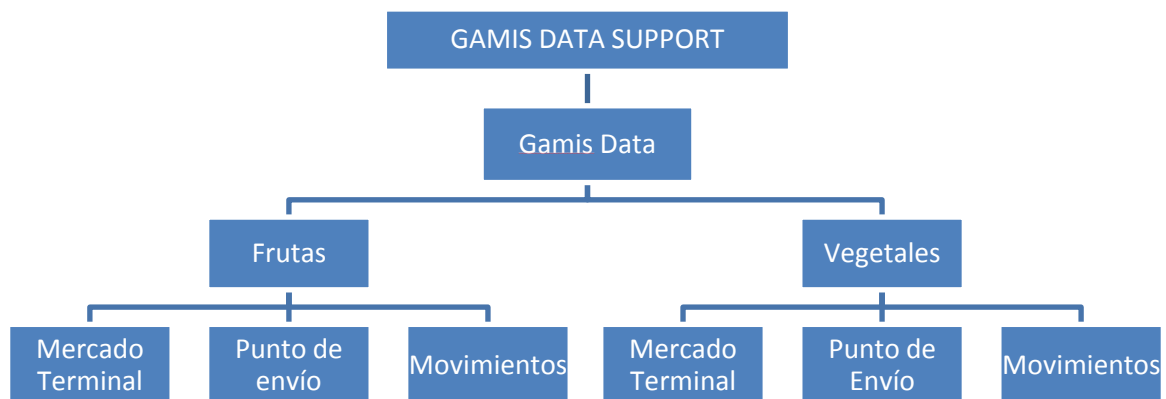 GAMIS DATA SUPPORT
Gamis Data
Frutas
Vegetales
Mercado
Terminal
Punto de
envío
Movimientos
Mercado
Terminal
Punto de
Envío
Movimientos